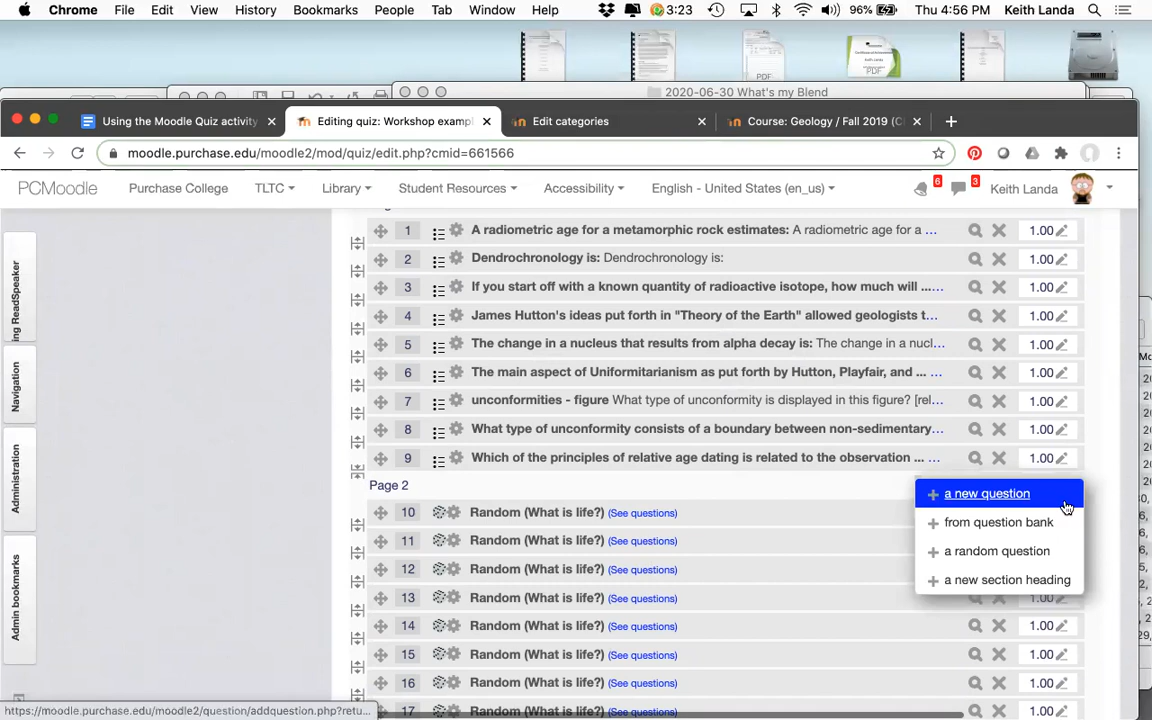 Chrome File Edit View History Bookmarks People Tab Window Help 3:23 96% Thu 4:56 PM Keith Landa
PDF
PDF
2020-06-30 What's my Blend
Using the Moodle Quiz activity
Editing quiz: Workshop exampl
Edit categories
Course: Geology / Fall 2019 (C
moodle.purchase.edu/moodle2/mod/quiz/edit.php?cmid=661566
PCMoodle Purchase College TLTC Library Student Resources Accessibility English - United States (en_us) 6 3 Keith Landa
ing ReadSpeaker
Navigation
Administration
Admin bookmarks
1 A radiometric age for a metamorphic rock estimates: A radiometric age for a ... 1.00
2 Dendrochronology is: Dendrochronology is: 1.00
3 If you start off with a known quantity of radioactive isotope, how much will ...... 1.00
4 James Hutton's ideas put forth in "Theory of the Earth" allowed geologists t... 1.00
5 The change in a nucleus that results from alpha decay is: The change in a nucl... 1.00
6 The main aspect of Uniformitarianism as put forth by Hutton, Playfair, and ... ... 1.00
7 unconformities - figure What type of unconformity is displayed in this figure? [rel... 1.00
8 What type of unconformity consists of a boundary between non-sedimentary... 1.00
9 Which of the principles of relative age dating is related to the observation ... ... 1.00
Page 2
a new question
from question bank
a random question
a new section heading
10 Random (What is life?) (See questions)
11 Random (What is life?) (See questions)
12 Random (What is life?) (See questions)
13 Random (What is life?) (See questions) 1.00
14 Random (What is life?) (See questions) 1.00
15 Random (What is life?) (See questions) 1.00
16 Random (What is life?) (See questions) 1.00
17 Random (What is life?) (See questions) 1.00
https://moodle.purchase.edu/moodle2/question/addquestion.php?retu...